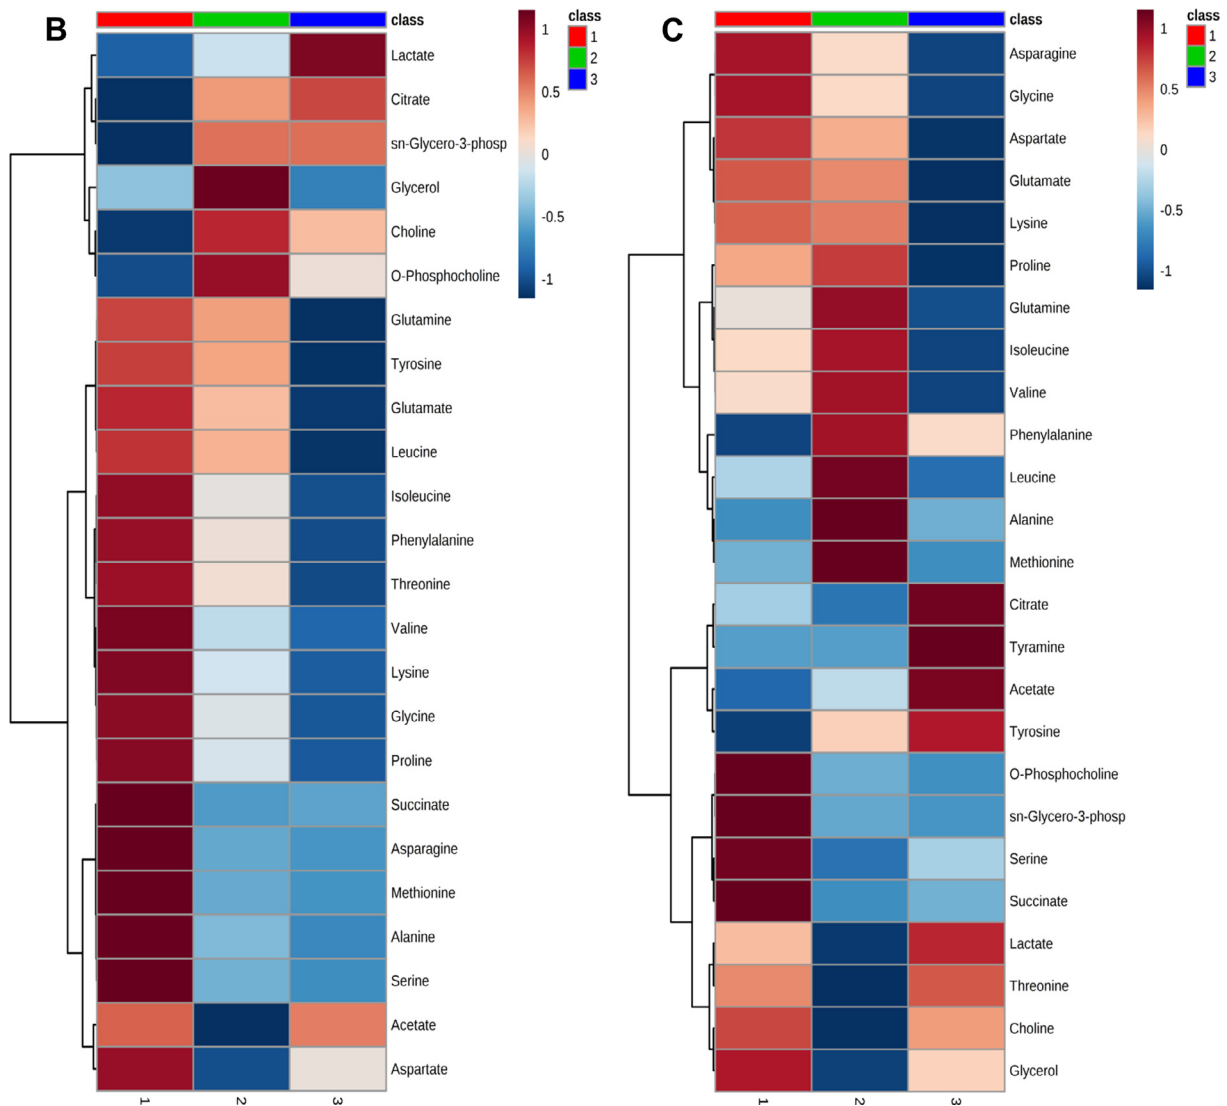 B
class
Lactate
Citrate
sn-Glycero-3-phosp
Glycerol
Choline
O-Phosphocholine
Glutamine
Tyrosine
Glutamate
Leucine
Isoleucine
Phenylalanine
Threonine
Valine
Lysine
Glycine
Proline
Succinate
Asparagine
Methionine
Alanine
Serine
Acetate
Aspartate
1
2
3
1
0.5
0
-0.5
-1
class
1
2
3
C
class
Asparagine
Glycine
Aspartate
Glutamate
Lysine
Proline
Glutamine
Isoleucine
Valine
Phenylalanine
Leucine
Alanine
Methionine
Citrate
Tyramine
Acetate
Tyrosine
O-Phosphocholine
sn-Glycero-3-phosp
Serine
Succinate
Lactate
Threonine
Choline
Glycerol
1
2
3
1
0.5
0
-0.5
-1
class
1
2
3